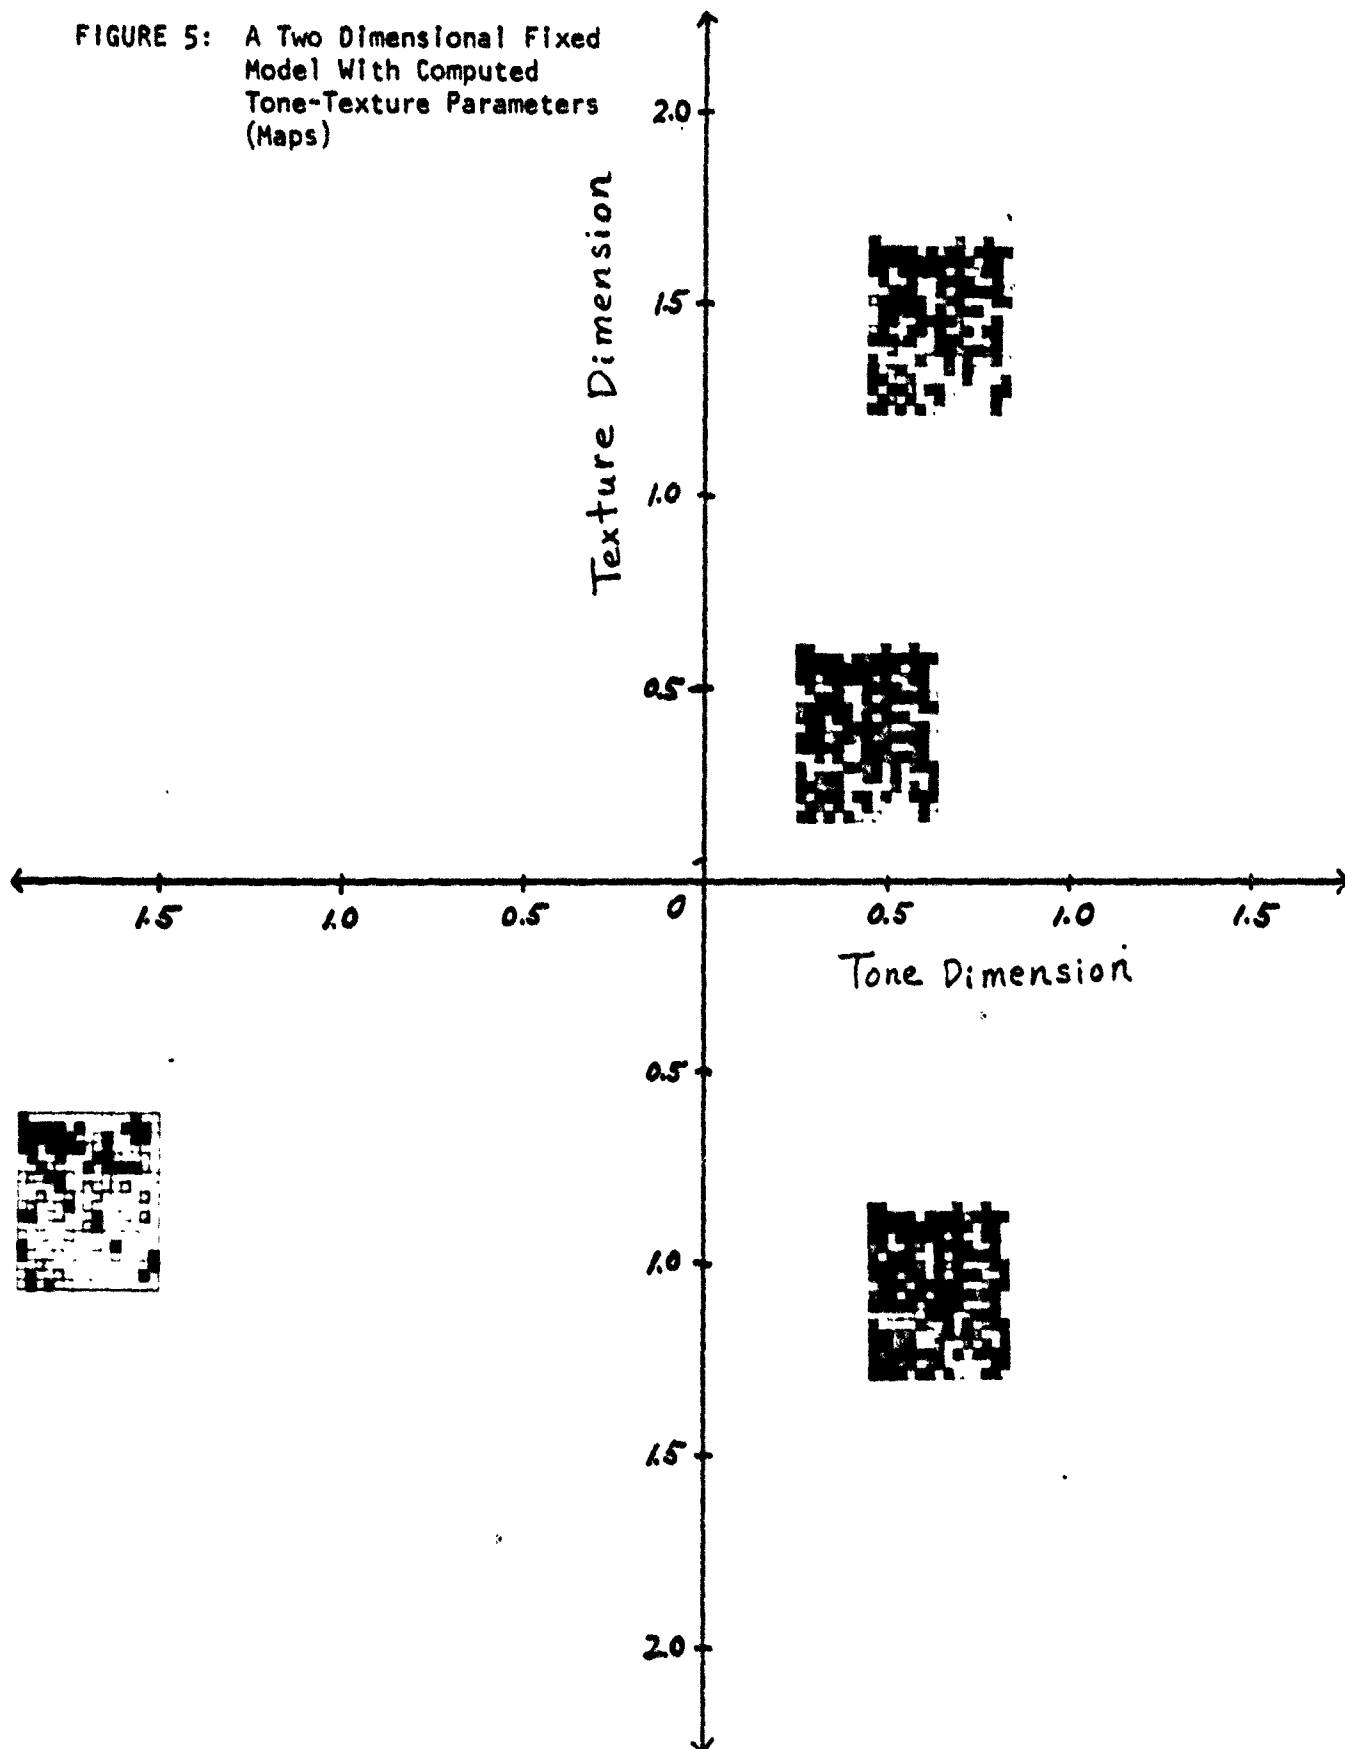 FIGURE 5: A Two Dimensional Fixed
Model With Computed
Tone-Texture Parameters
(Maps)
2.0
Texture Dimension
1.5
1.0
0.5
1.5 1.0 0.5 0 0.5 1.0 1.5
Tone Dimension
0.5
1.0
1.5
2.0